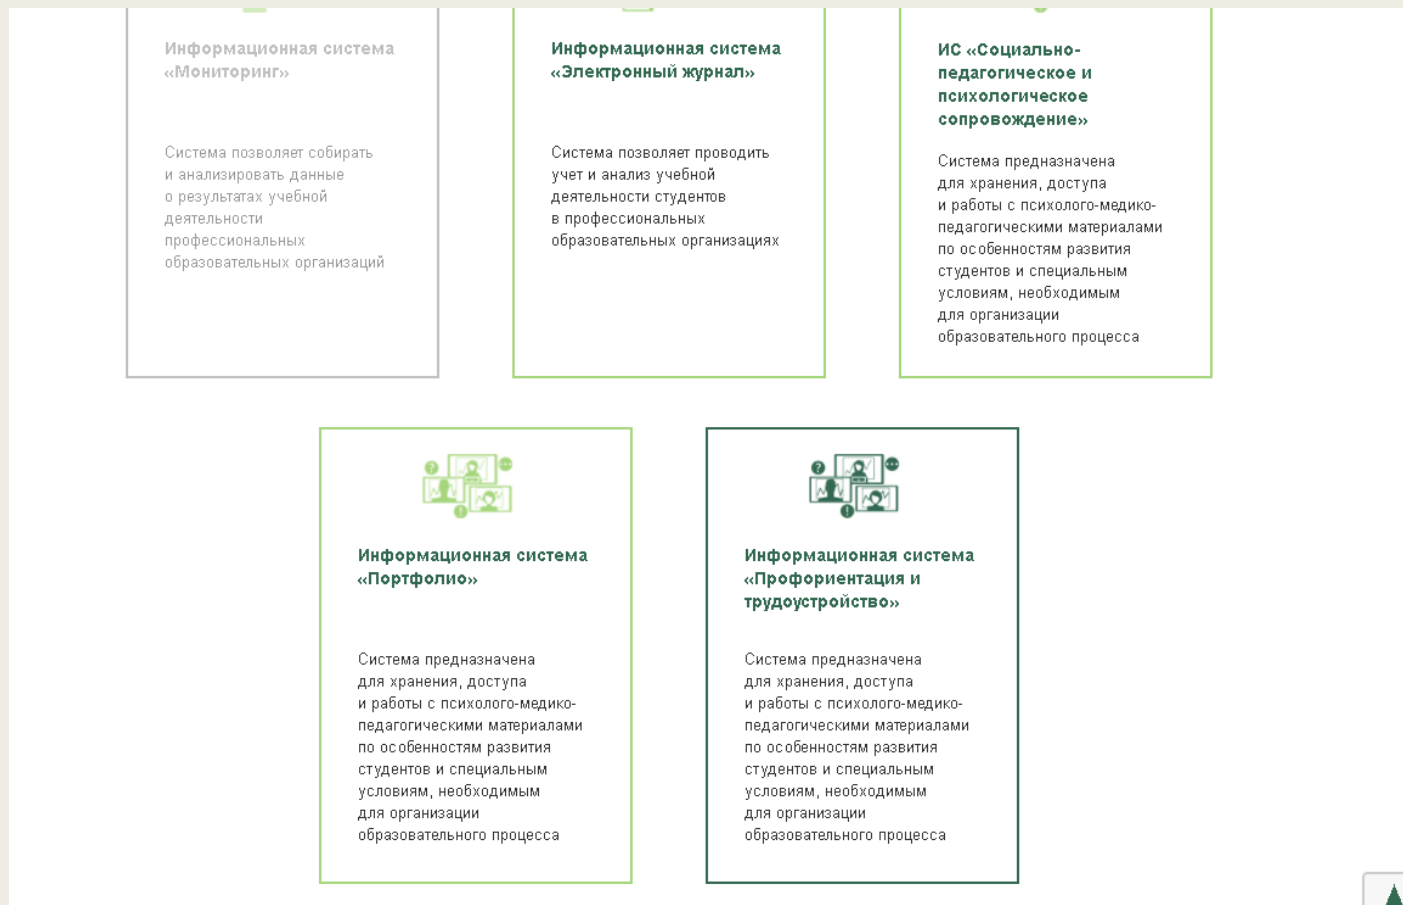 Информационная система
«Мониторинг»
Система позволяет собирать
и анализировать данные
о результатах учебной
деятельности
профессиональных
образовательных организаций
Информационная система
«Электронный журнал»
Система позволяет проводить
учет и анализ учебной
деятельности студентов
в профессиональных
образовательных организациях
ИС «Социально-
педагогическое и
психологическое
сопровождение»
Система предназначена
для хранения, доступа
и работы с психолого-медико-
педагогическими материалами
по особенностям развития
студентов и специальным
условиям, необходимым
для организации
образовательного процесса
?
!
Информационная система
«Портфолио»
Система предназначена
для хранения, доступа
и работы с психолого-медико-
педагогическими материалами
по особенностям развития
студентов и специальным
условиям, необходимым
для организации
образовательного процесса
?
!
Информационная система
«Профориентация и
трудоустройство»
Система предназначена
для хранения, доступа
и работы с психолого-медико-
педагогическими материалами
по особенностям развития
студентов и специальным
условиям, необходимым
для организации
образовательного процесса